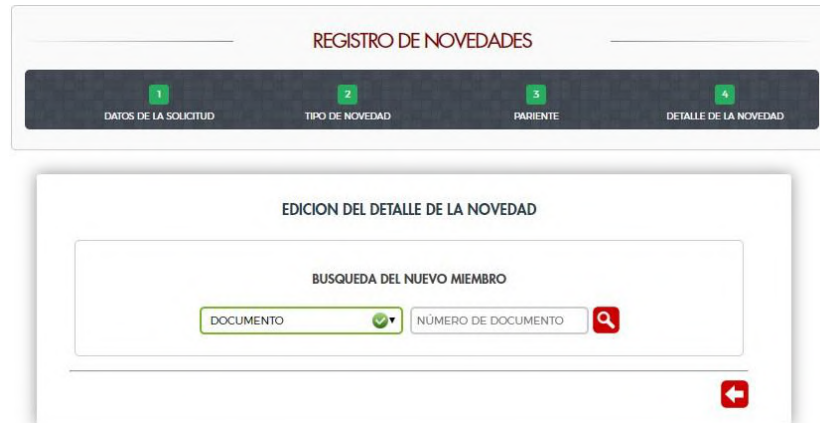 REGISTRO DE NOVEDADES
1 2 3 4
DATOS DE LA SOLICITUD TIPO DE NOVEDAD PARIENTE DETALLE DE LA NOVEDAD
EDICION DEL DETALLE DE LA NOVEDAD
BUSQUEDA DEL NUEVO MIEMBRO
DOCUMENTO NÚMERO DE DOCUMENTO